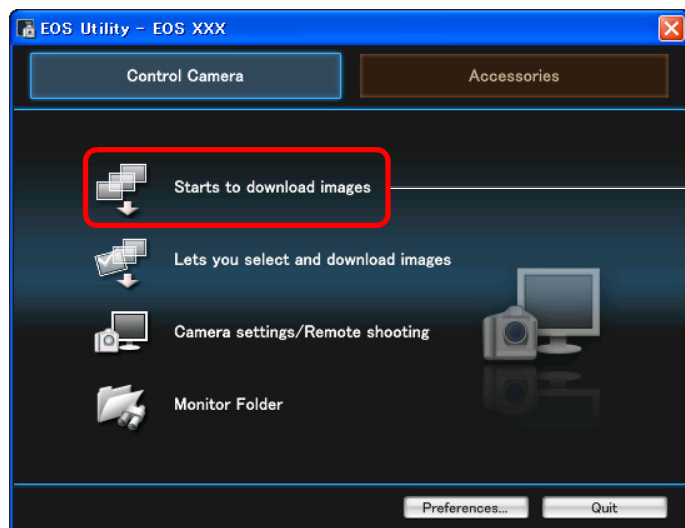 EOS Utility - EOS XXX
Control Camera
Accessories
Starts to download images
Lets you select and download images
Camera settings/Remote shooting
Monitor Folder
Preferences...
Quit